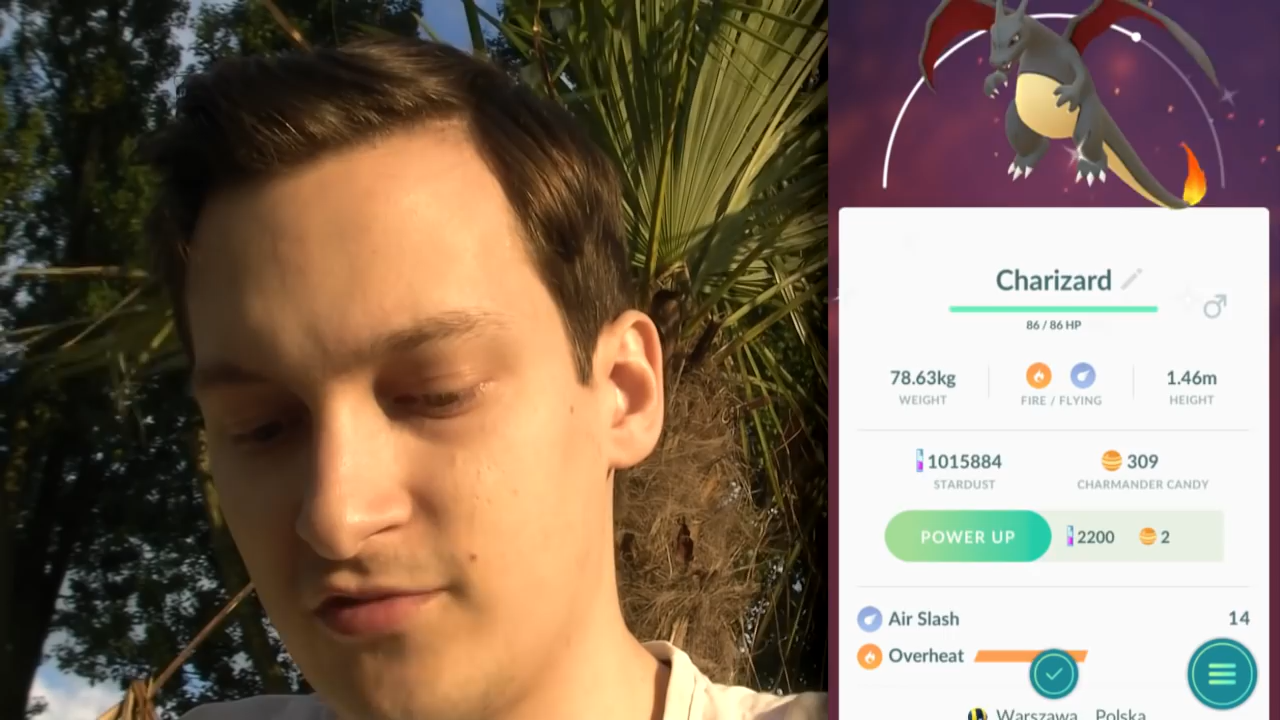 Charizard
86 / 86 HP
78.63kg
WEIGHT
FIRE / FLYING
1.46m
HEIGHT
1015884
STARDUST
309
CHARMANDER CANDY
POWER UP
2200
2
Air Slash
14
Overheat
Warszawa Polska